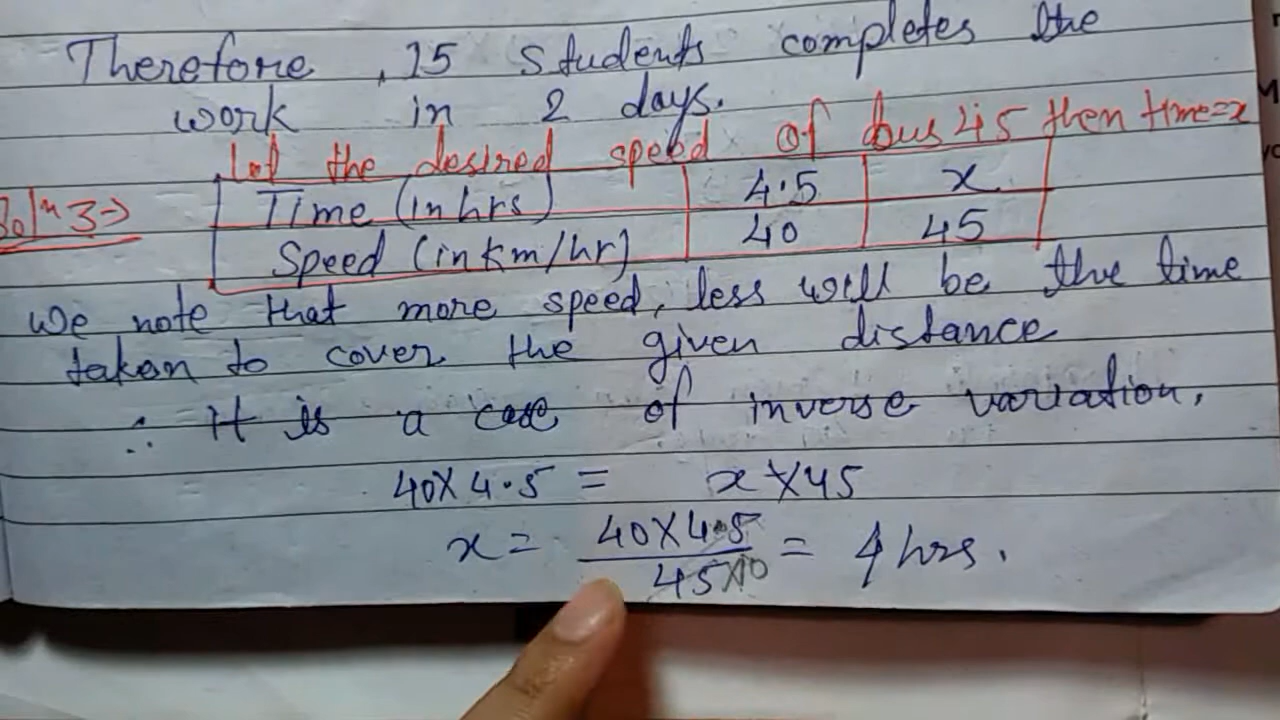 Therefore, 15 students completes the
work in 2 days.
Let the desired speed of bus 45 then time=x
Solⁿ 3→
Time (in hrs) 4.5 x
Speed (in km/hr) 40 45
We note that more speed, less will be the time
taken to cover the given distance
∴ It is a case of inverse variation.
40×4.5 = x×45
x = 40×4.5 / 45×10 = 4 hrs.